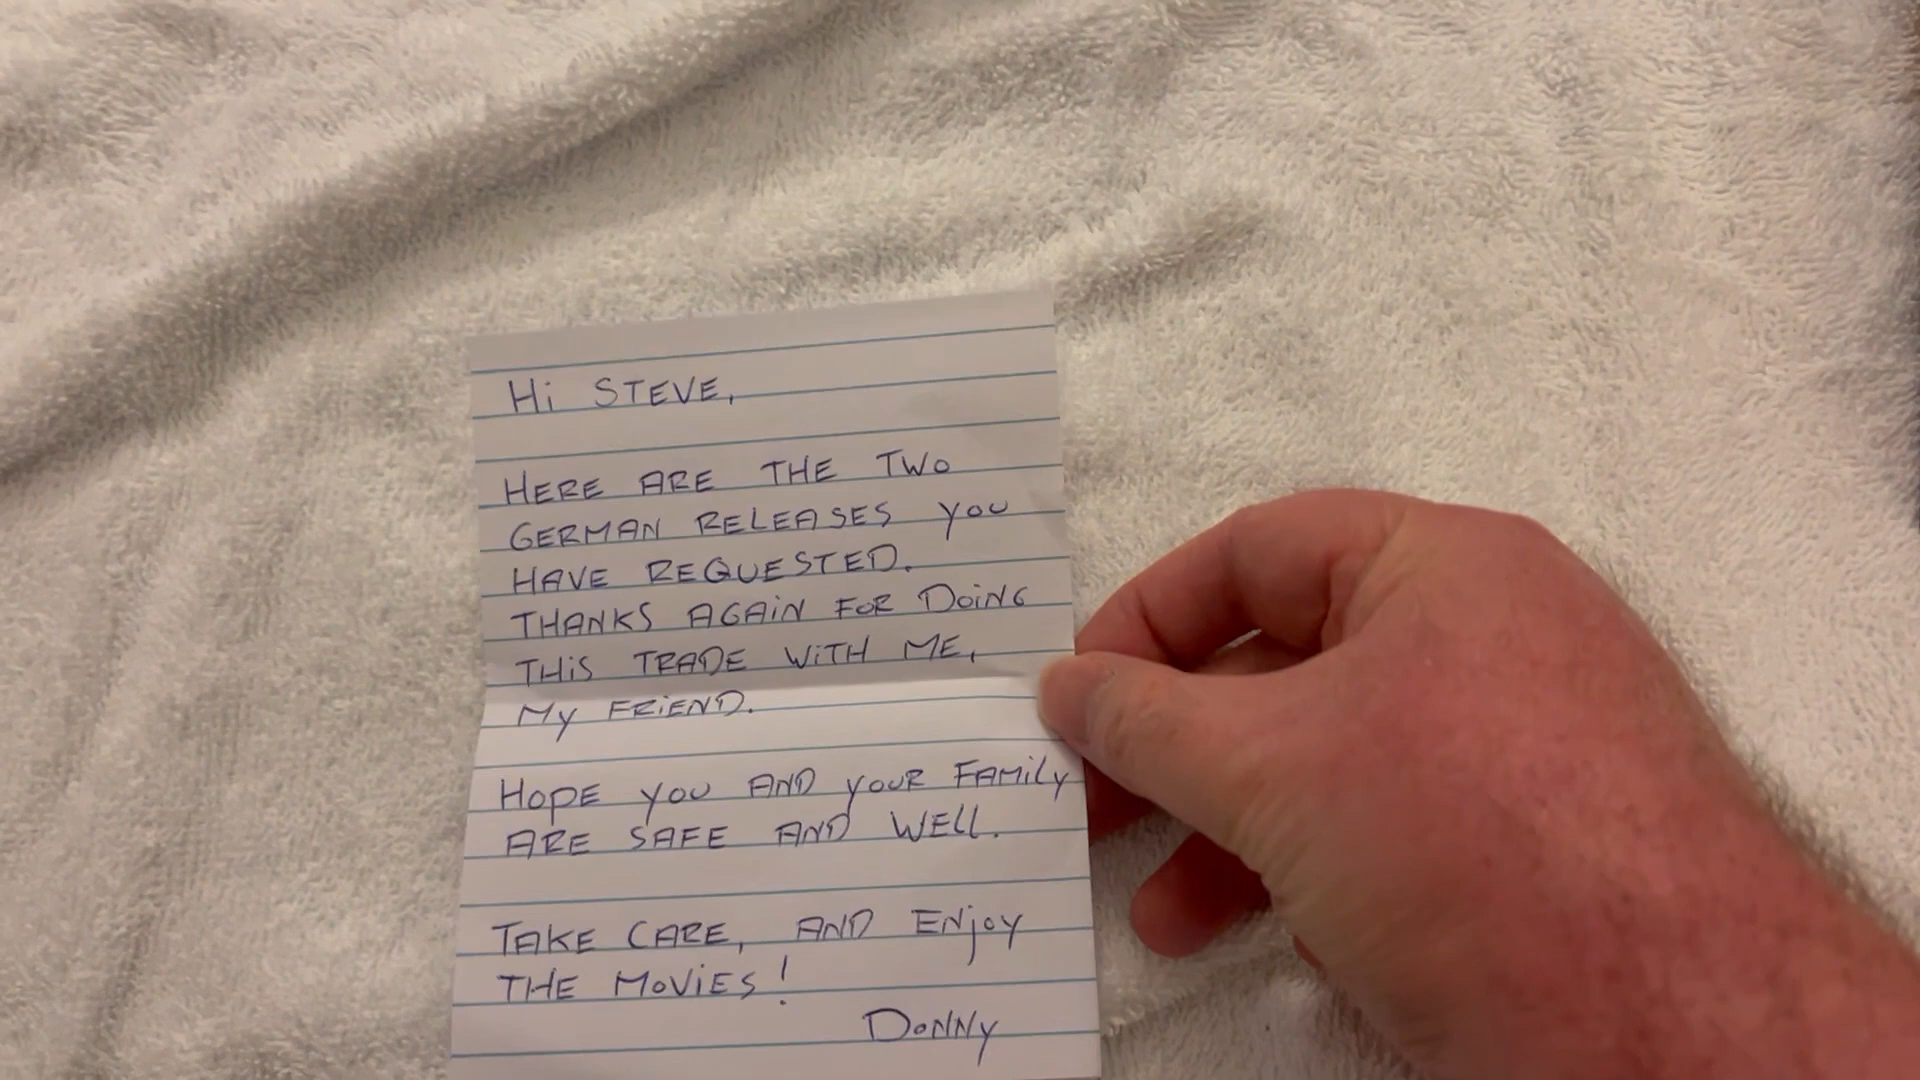 Hi STEVE,
HERE ARE THE TWO
GERMAN RELEASES you
HAVE REQUESTED.
THANKS AGAiN FOR DOiNG
THiS TRADE WiTH ME,
My FRiEND.
HOPE you AND youR FAMiLy
ARE SAFE AND WELL.
TAKE CARE, AND ENjoy
THE MOViES!
DONNy